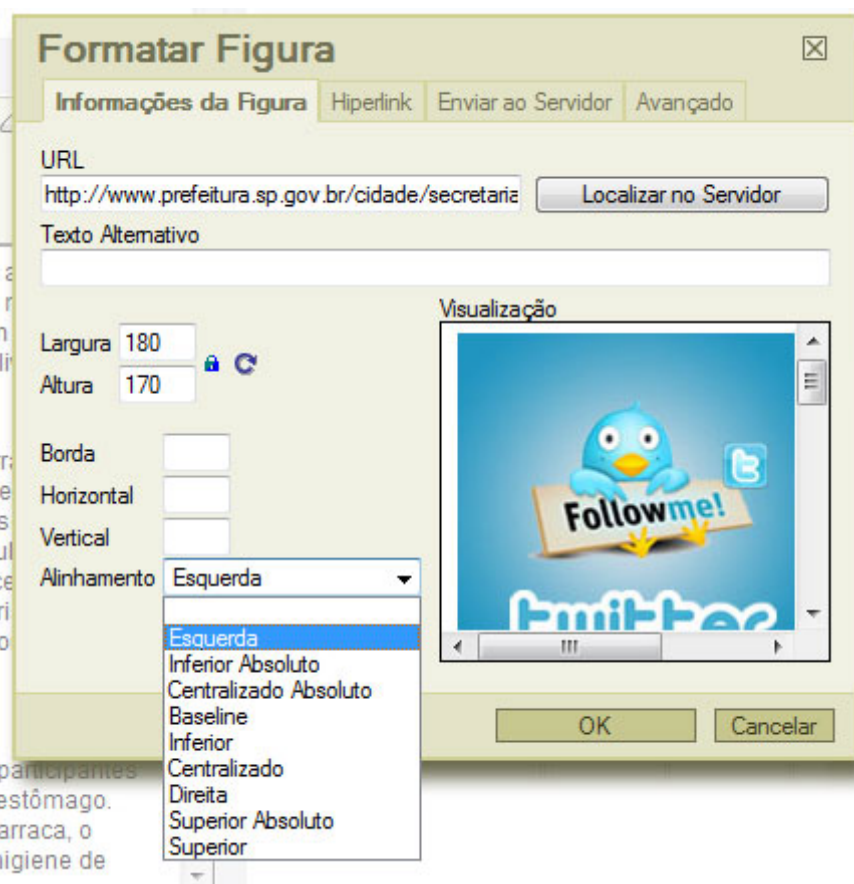 Formatar Figura
Informações da Figura Hiperlink Enviar ao Servidor Avançado
URL
http://www.prefeitura.sp.gov.br/cidade/secretaria Localizar no Servidor
Texto Alternativo
Visualização
Largura 180
Altura 170
Borda
Horizontal
Vertical
Alinhamento Esquerda
Followme!
t
twitter
Esquerda
Inferior Absoluto
Centralizado Absoluto
Baseline
Inferior
Centralizado
Direita
Superior Absoluto
Superior
OK Cancelar
participantes
estômago.
arraca, o
higiene de